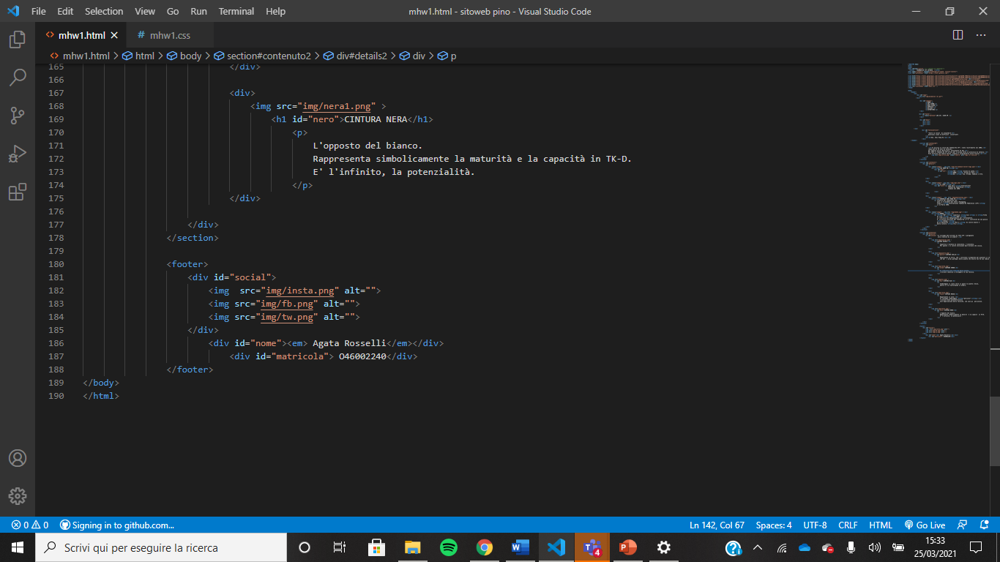 File Edit Selection View Go Run Terminal Help mhw1.html - sitoweb pino - Visual Studio Code
mhw1.html mhw1.css
mhw1.html > html > body > section#contenuto2 > div#details2 > div > p
165 </div>
166
167 <div>
168 <img src="img/nera1.png" >
169 <h1 id="nero">CINTURA NERA</h1>
170 <p>
171 L'opposto del bianco.
172 Rappresenta simbolicamente la maturità e la capacità in TK-D.
173 E' l'infinito, la potenzialità.
174 </p>
175 </div>
176
177 </div>
178 </section>
179
180 <footer>
181 <div id="social">
182 <img  src="img/insta.png" alt="">
183 <img src="img/fb.png" alt="">
184 <img src="img/tw.png" alt="">
185 </div>
186 <div id="nome"><em> Agata Rosselli</em></div>
187 <div id="matricola"> O46002240</div>
188 </footer>
189 </body>
190 </html>
0 0 Signing in to github.com... Ln 142, Col 67 Spaces: 4 UTF-8 CRLF HTML Go Live
Scrivi qui per eseguire la ricerca 4 15:33
25/03/2021